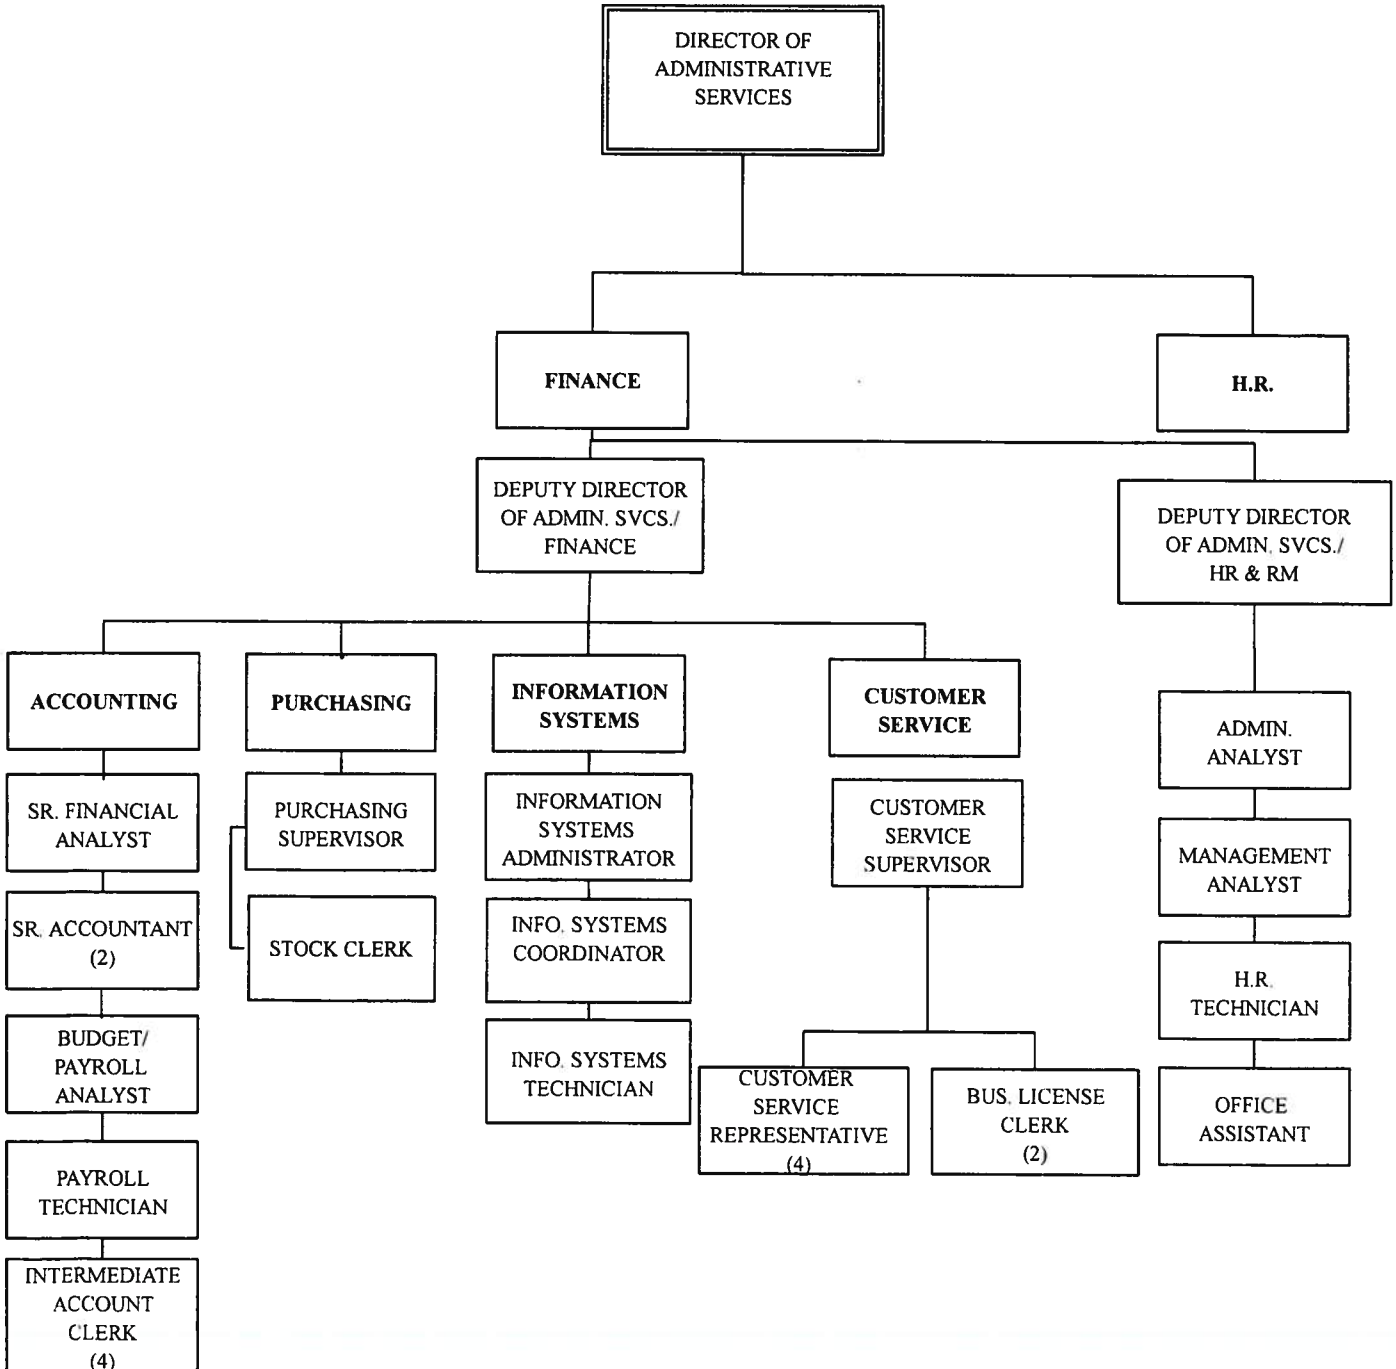 DIRECTOR OF
ADMINISTRATIVE
SERVICES
FINANCE
H.R.
DEPUTY DIRECTOR
OF ADMIN. SVCS./
FINANCE
DEPUTY DIRECTOR
OF ADMIN. SVCS./
HR & RM
ACCOUNTING
PURCHASING
INFORMATION
SYSTEMS
CUSTOMER
SERVICE
ADMIN.
ANALYST
SR. FINANCIAL
ANALYST
PURCHASING
SUPERVISOR
INFORMATION
SYSTEMS
ADMINISTRATOR
CUSTOMER
SERVICE
SUPERVISOR
MANAGEMENT
ANALYST
SR. ACCOUNTANT
(2)
STOCK CLERK
INFO. SYSTEMS
COORDINATOR
H.R.
TECHNICIAN
BUDGET/
PAYROLL
ANALYST
INFO. SYSTEMS
TECHNICIAN
CUSTOMER
SERVICE
REPRESENTATIVE
(4)
BUS. LICENSE
CLERK
(2)
OFFICE
ASSISTANT
PAYROLL
TECHNICIAN
INTERMEDIATE
ACCOUNT
CLERK
(4)